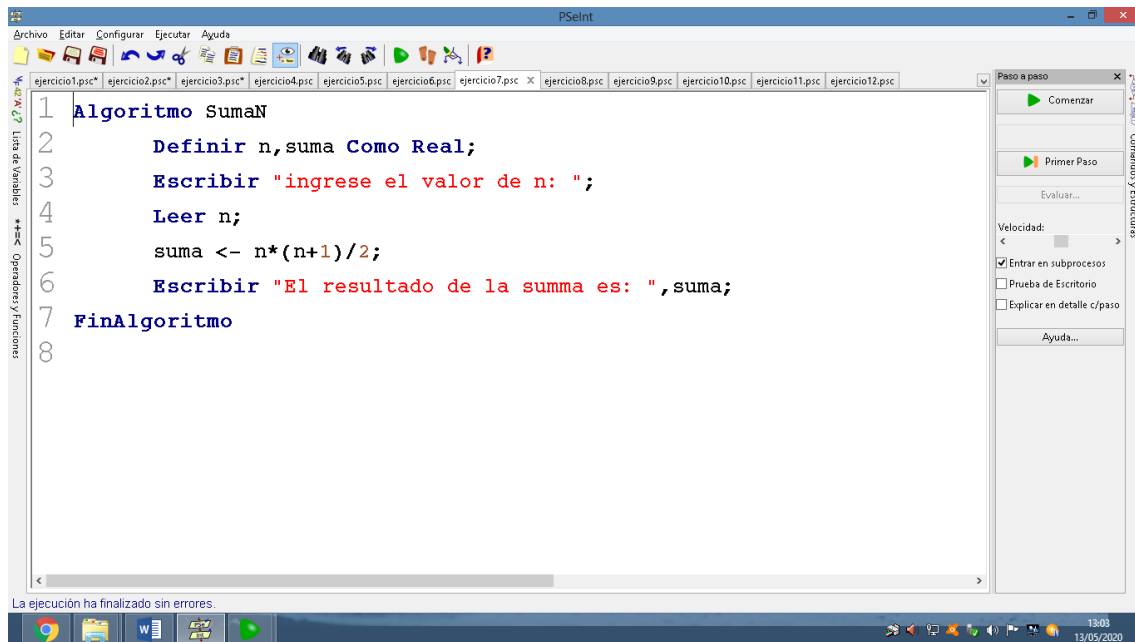 PSeInt
Archivo Editar Configurar Ejecutar Ayuda
ejercicio1.psc* ejercicio2.psc* ejercicio3.psc* ejercicio4.psc ejercicio5.psc ejercicio6.psc ejercicio7.psc X ejercicio8.psc ejercicio9.psc ejercicio10.psc ejercicio11.psc ejercicio12.psc
Lista de Variables
Operadores y Funciones
1 Algoritmo SumaN
2 Definir n,suma Como Real;
3 Escribir "ingrese el valor de n: ";
4 Leer n;
5 suma <- n*(n+1)/2;
6 Escribir "El resultado de la summa es: ",suma;
7 FinAlgoritmo
8
Paso a paso
Comenzar
Primer Paso
Evaluar...
Velocidad:
Entrar en subprocesos
Prueba de Escritorio
Explicar en detalle c/paso
Ayuda...
Comandos y Estructuras
La ejecución ha finalizado sin errores.
13:03
13/05/2020